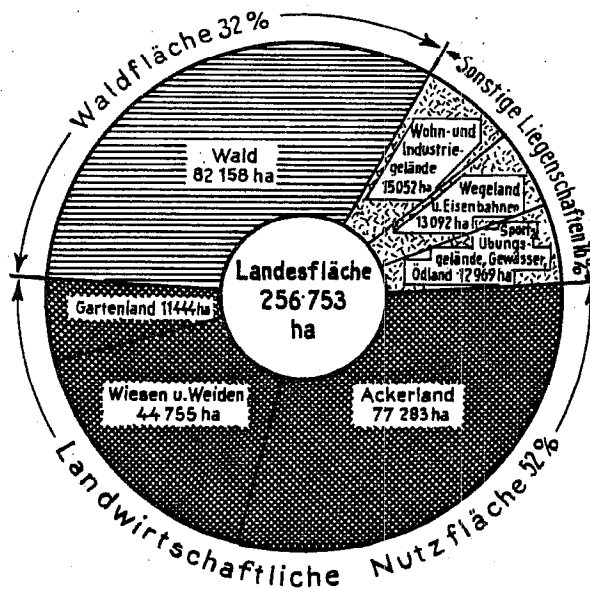 Waldfläche 32%
Sonstige Liegenschaften 16%
Wald
82 158 ha
Wohn- und
Industrie-
gelände
15052 ha
Wegeland
u. Eisenbahnen
13 092 ha
Sport,
Übungs-
gelände, Gewässer,
Ödland 12969 ha
Landesfläche
256·753
ha
Gartenland 11444 ha
Wiesen u. Weiden
44 755 ha
Ackerland
77 283 ha
Landwirtschaftliche Nutzfläche 52%